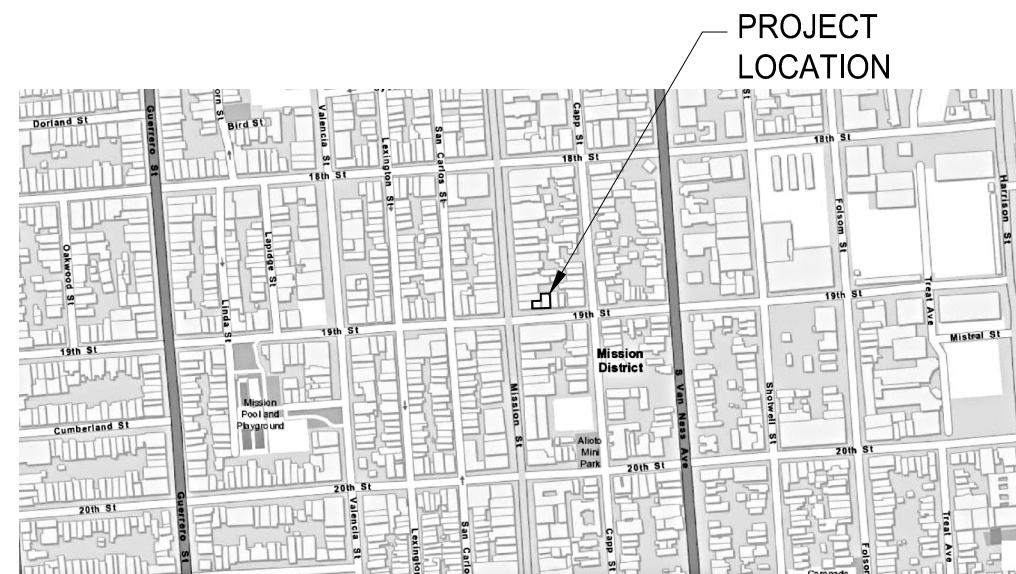 PROJECT
LOCATION
Dorland St
Guerrero St
Bird St
Valencia St
Lexington St
San Carlos St
Capp St
18th St
18th St
18th St
Oakwood St
Lapidge St
Linda St
Folsom St
Harrison St
Treat Ave
19th St
19th St
19th St
19th St
Mistral St
Mission
District
Mission
Pool and
Playground
Cumberland St
Mission St
S Van Ness Ave
Shotwell St
Alioto
Mini
Park
20th St
20th St
20th St
20th St
Guerrero St
Valencia St
Lexington
San Carlo
Capp St
Folsom
Treat Ave